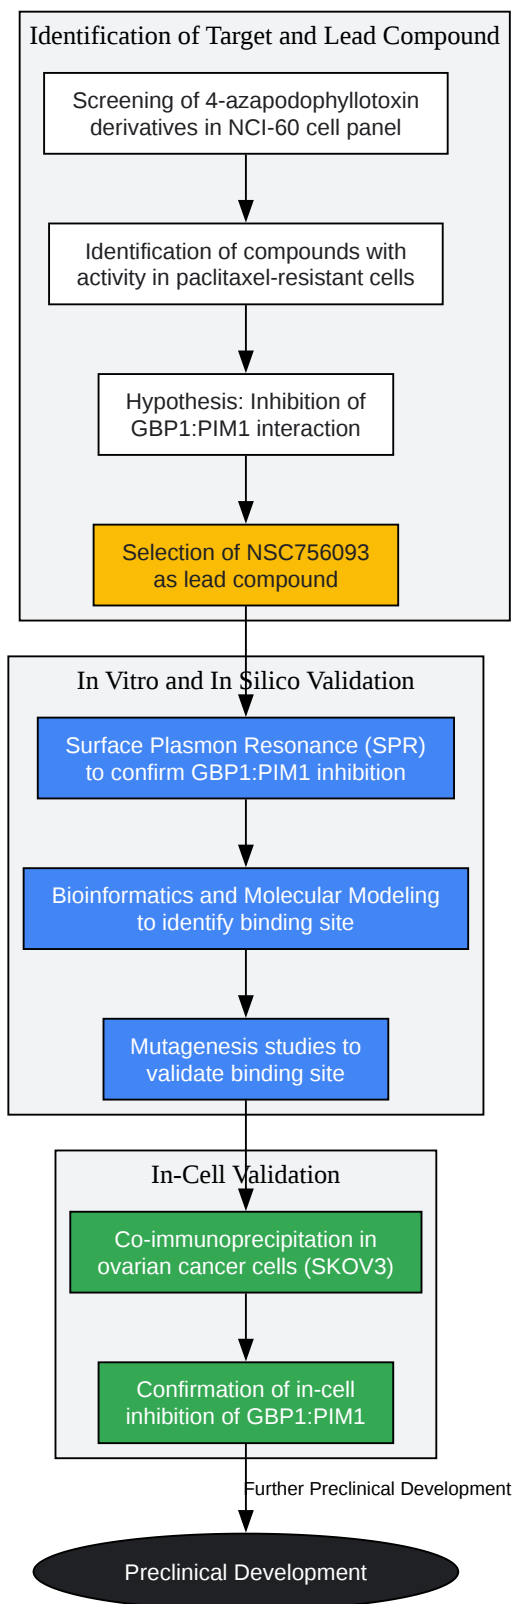 Identification of Target and Lead Compound
Screening of 4-azapodophyllotoxin
derivatives in NCI-60 cell panel
Identification of compounds with
activity in paclitaxel-resistant cells
Hypothesis: Inhibition of
GBP1:PIM1 interaction
Selection of NSC756093
as lead compound
In Vitro and In Silico Validation
Surface Plasmon Resonance (SPR)
to confirm GBP1:PIM1 inhibition
Bioinformatics and Molecular Modeling
to identify binding site
Mutagenesis studies to
validate binding site
In-Cell Validation
Co-immunoprecipitation in
ovarian cancer cells (SKOV3)
Confirmation of in-cell
inhibition of GBP1:PIM1
Further Preclinical Development
Preclinical Development